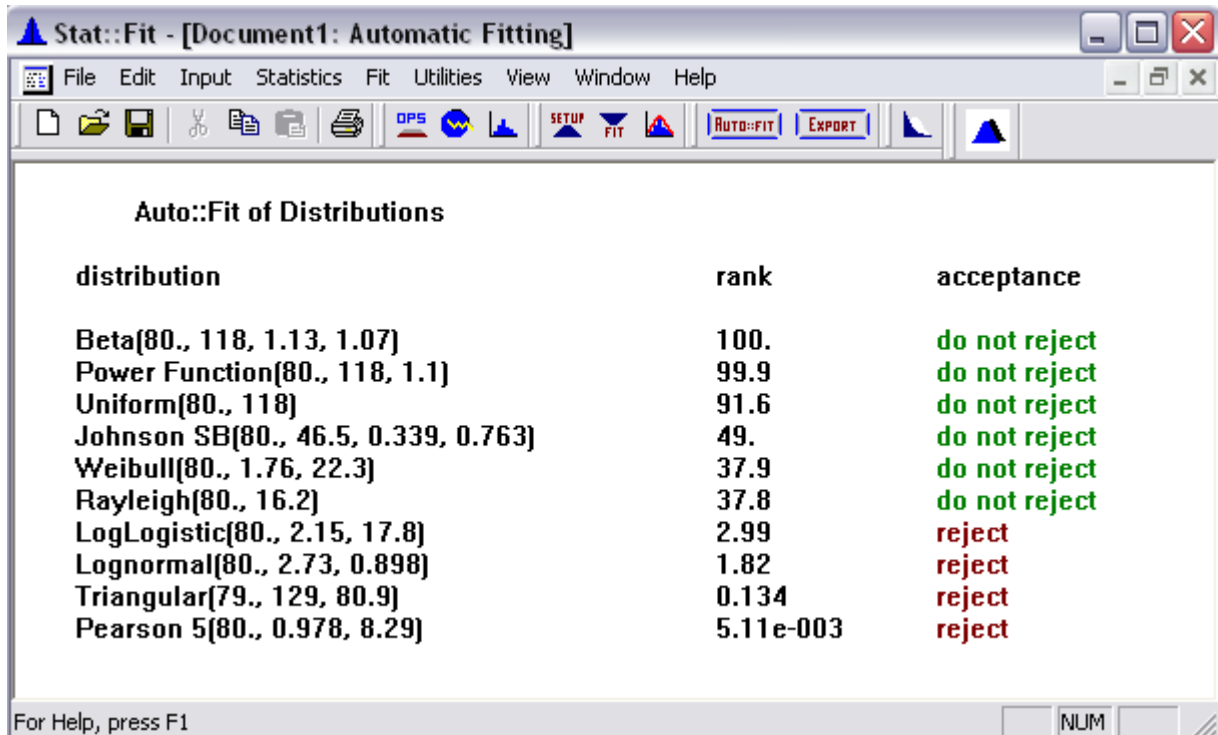 Stat::Fit - [Document1: Automatic Fitting]
File Edit Input Statistics Fit Utilities View Window Help
OPS SETUP FIT AUTO::FIT EXPORT
Auto::Fit of Distributions
distribution rank acceptance
Beta(80., 118, 1.13, 1.07) 100. do not reject
Power Function(80., 118, 1.1) 99.9 do not reject
Uniform(80., 118) 91.6 do not reject
Johnson SB(80., 46.5, 0.339, 0.763) 49. do not reject
Weibull(80., 1.76, 22.3) 37.9 do not reject
Rayleigh(80., 16.2) 37.8 do not reject
LogLogistic(80., 2.15, 17.8) 2.99 reject
Lognormal(80., 2.73, 0.898) 1.82 reject
Triangular(79., 129, 80.9) 0.134 reject
Pearson 5(80., 0.978, 8.29) 5.11e-003 reject
For Help, press F1 NUM